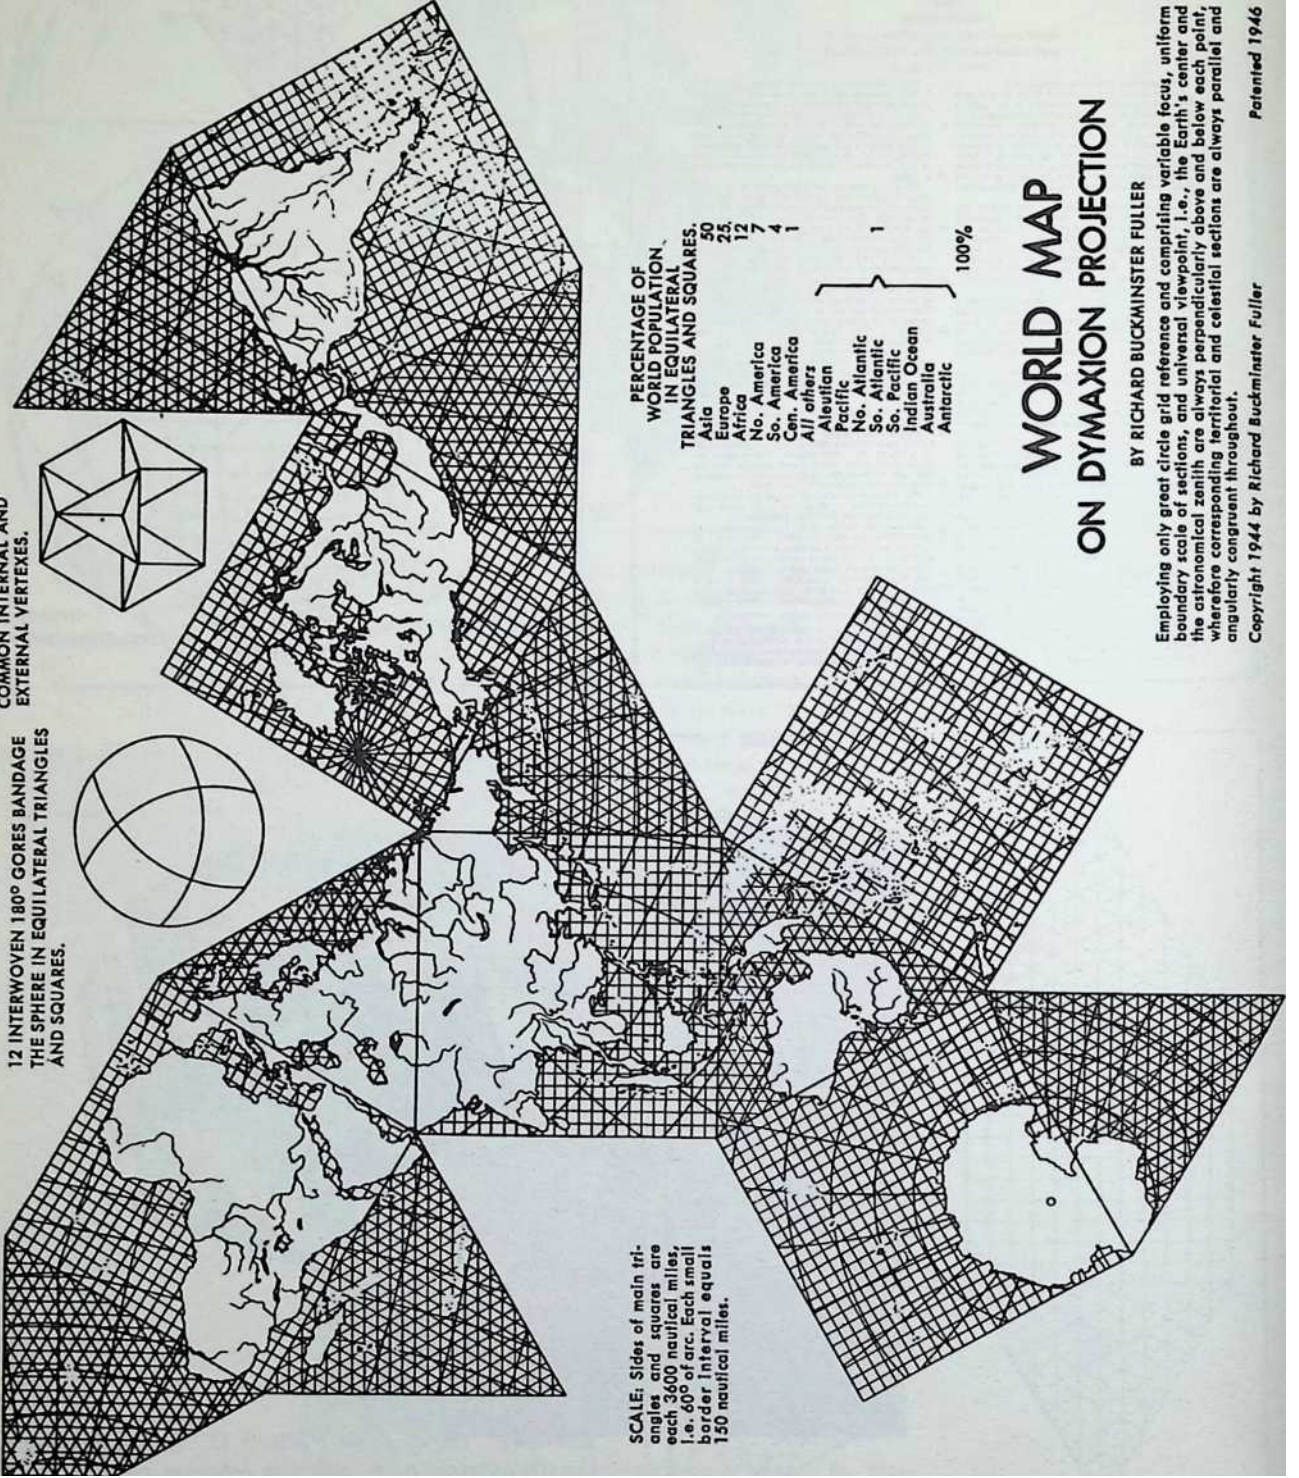 COMMON INTERNAL AND
EXTERNAL VERTEXES.
12 INTERWOVEN 180° GORES BANDAGE
THE SPHERE IN EQUILATERAL TRIANGLES
AND SQUARES.
SCALE: Sides of main tri-
angles and squares are
each 3600 nautical miles,
i.e. 60° of arc. Each small
border interval equals
150 nautical miles.
PERCENTAGE OF
WORLD POPULATION
IN EQUILATERAL
TRIANGLES AND SQUARES.
Asia 50
Europe 25.
Africa 12
No. America 7
So. America 4
Cen. America 1
All others
Aleutian
Pacific
No. Atlantic
So. Atlantic 1
So. Pacific
Indian Ocean
Australia
Antarctic
100%
WORLD MAP
ON DYMAXION PROJECTION
BY RICHARD BUCKMINSTER FULLER
Employing only great circle grid reference and comprising variable focus, uniform
boundary scale of sections, and universal viewpoint, i.e., the Earth's center and
the astronomical zenith are always perpendicularly above and below each point,
wherefore corresponding territorial and celestial sections are always parallel and
angularly congruent throughout.
Copyright 1944 by Richard Buckminster Fuller Patented 1946